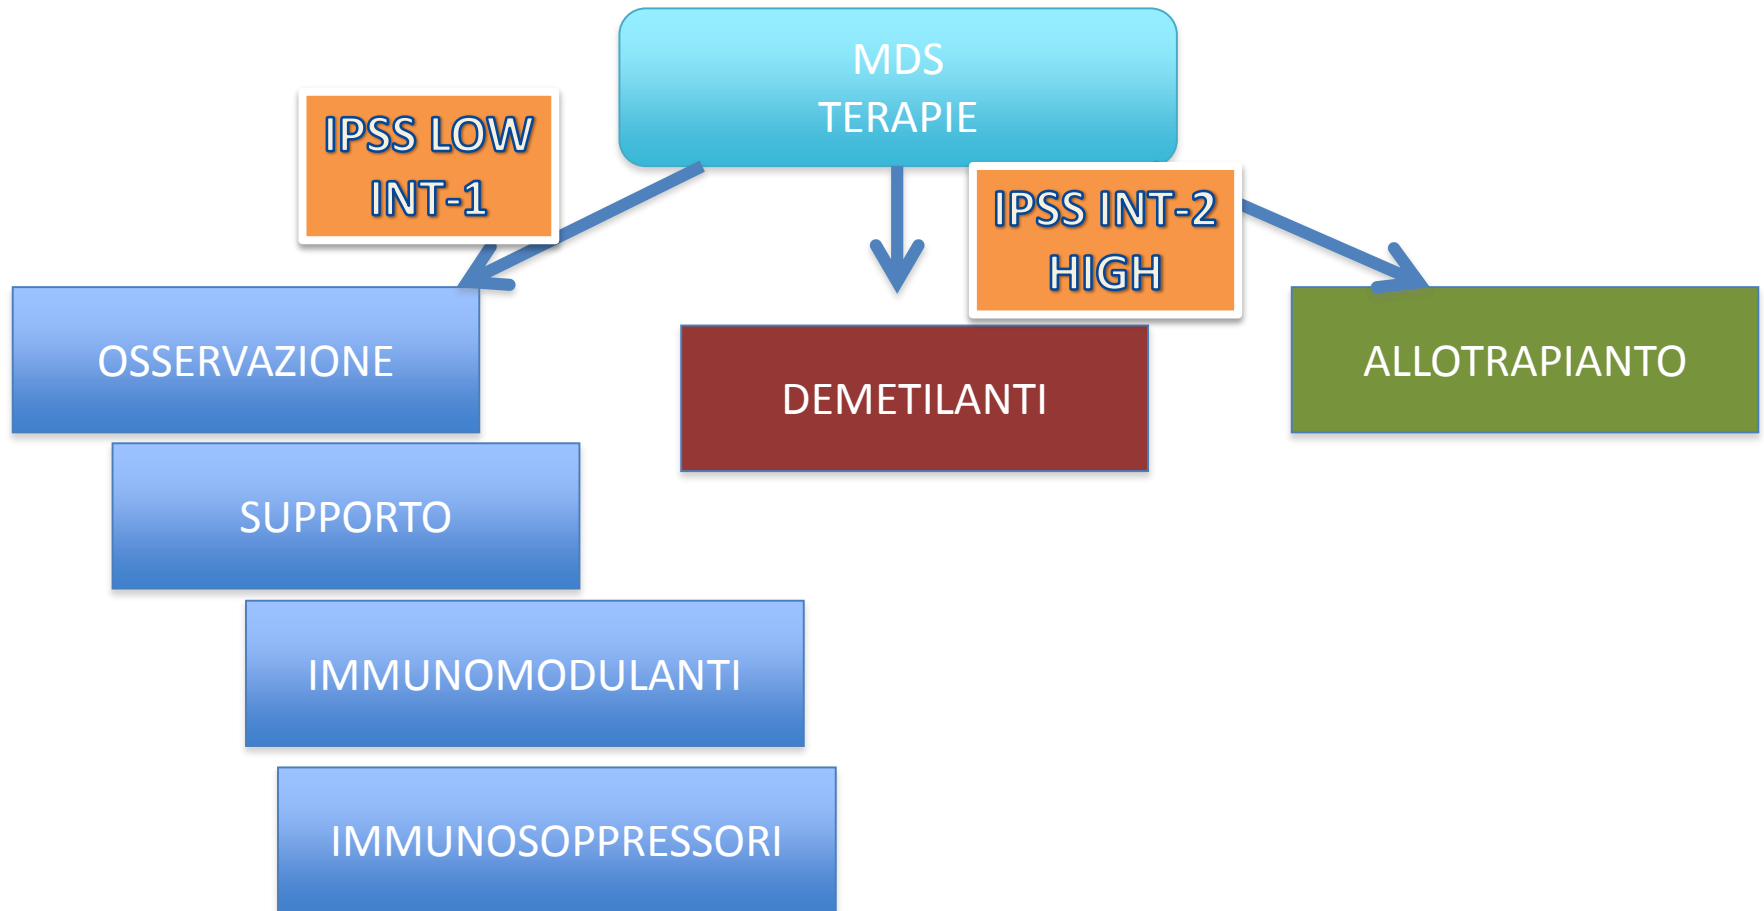 MDS
TERAPIE
IPSS LOW
INT-1
IPSS INT-2
HIGH
OSSERVAZIONE
DEMETILANTI
ALLOTRAPIANTO
SUPPORTO
IMMUNOMODULANTI
IMMUNOSOPPRESSORI